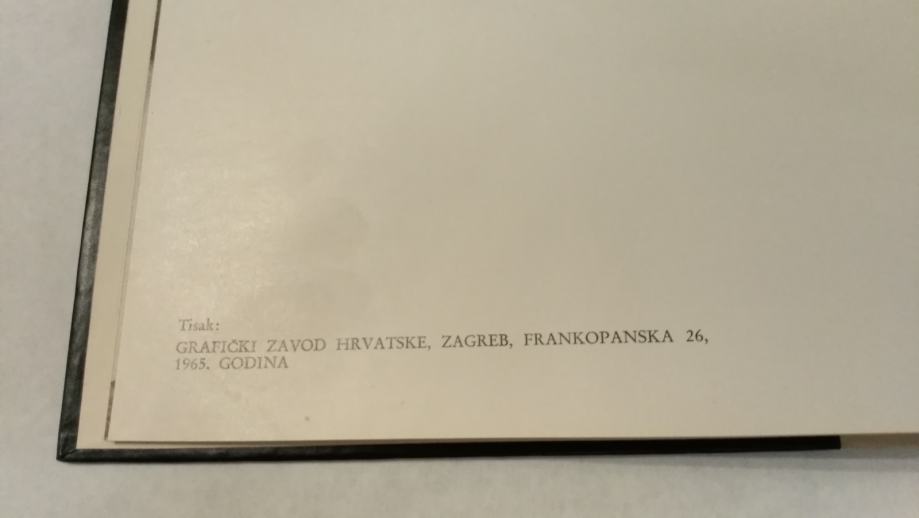 Tisak:
GRAFIČKI ZAVOD HRVATSKE, ZAGREB, FRANKOPANSKA 26,
1965. GODINA